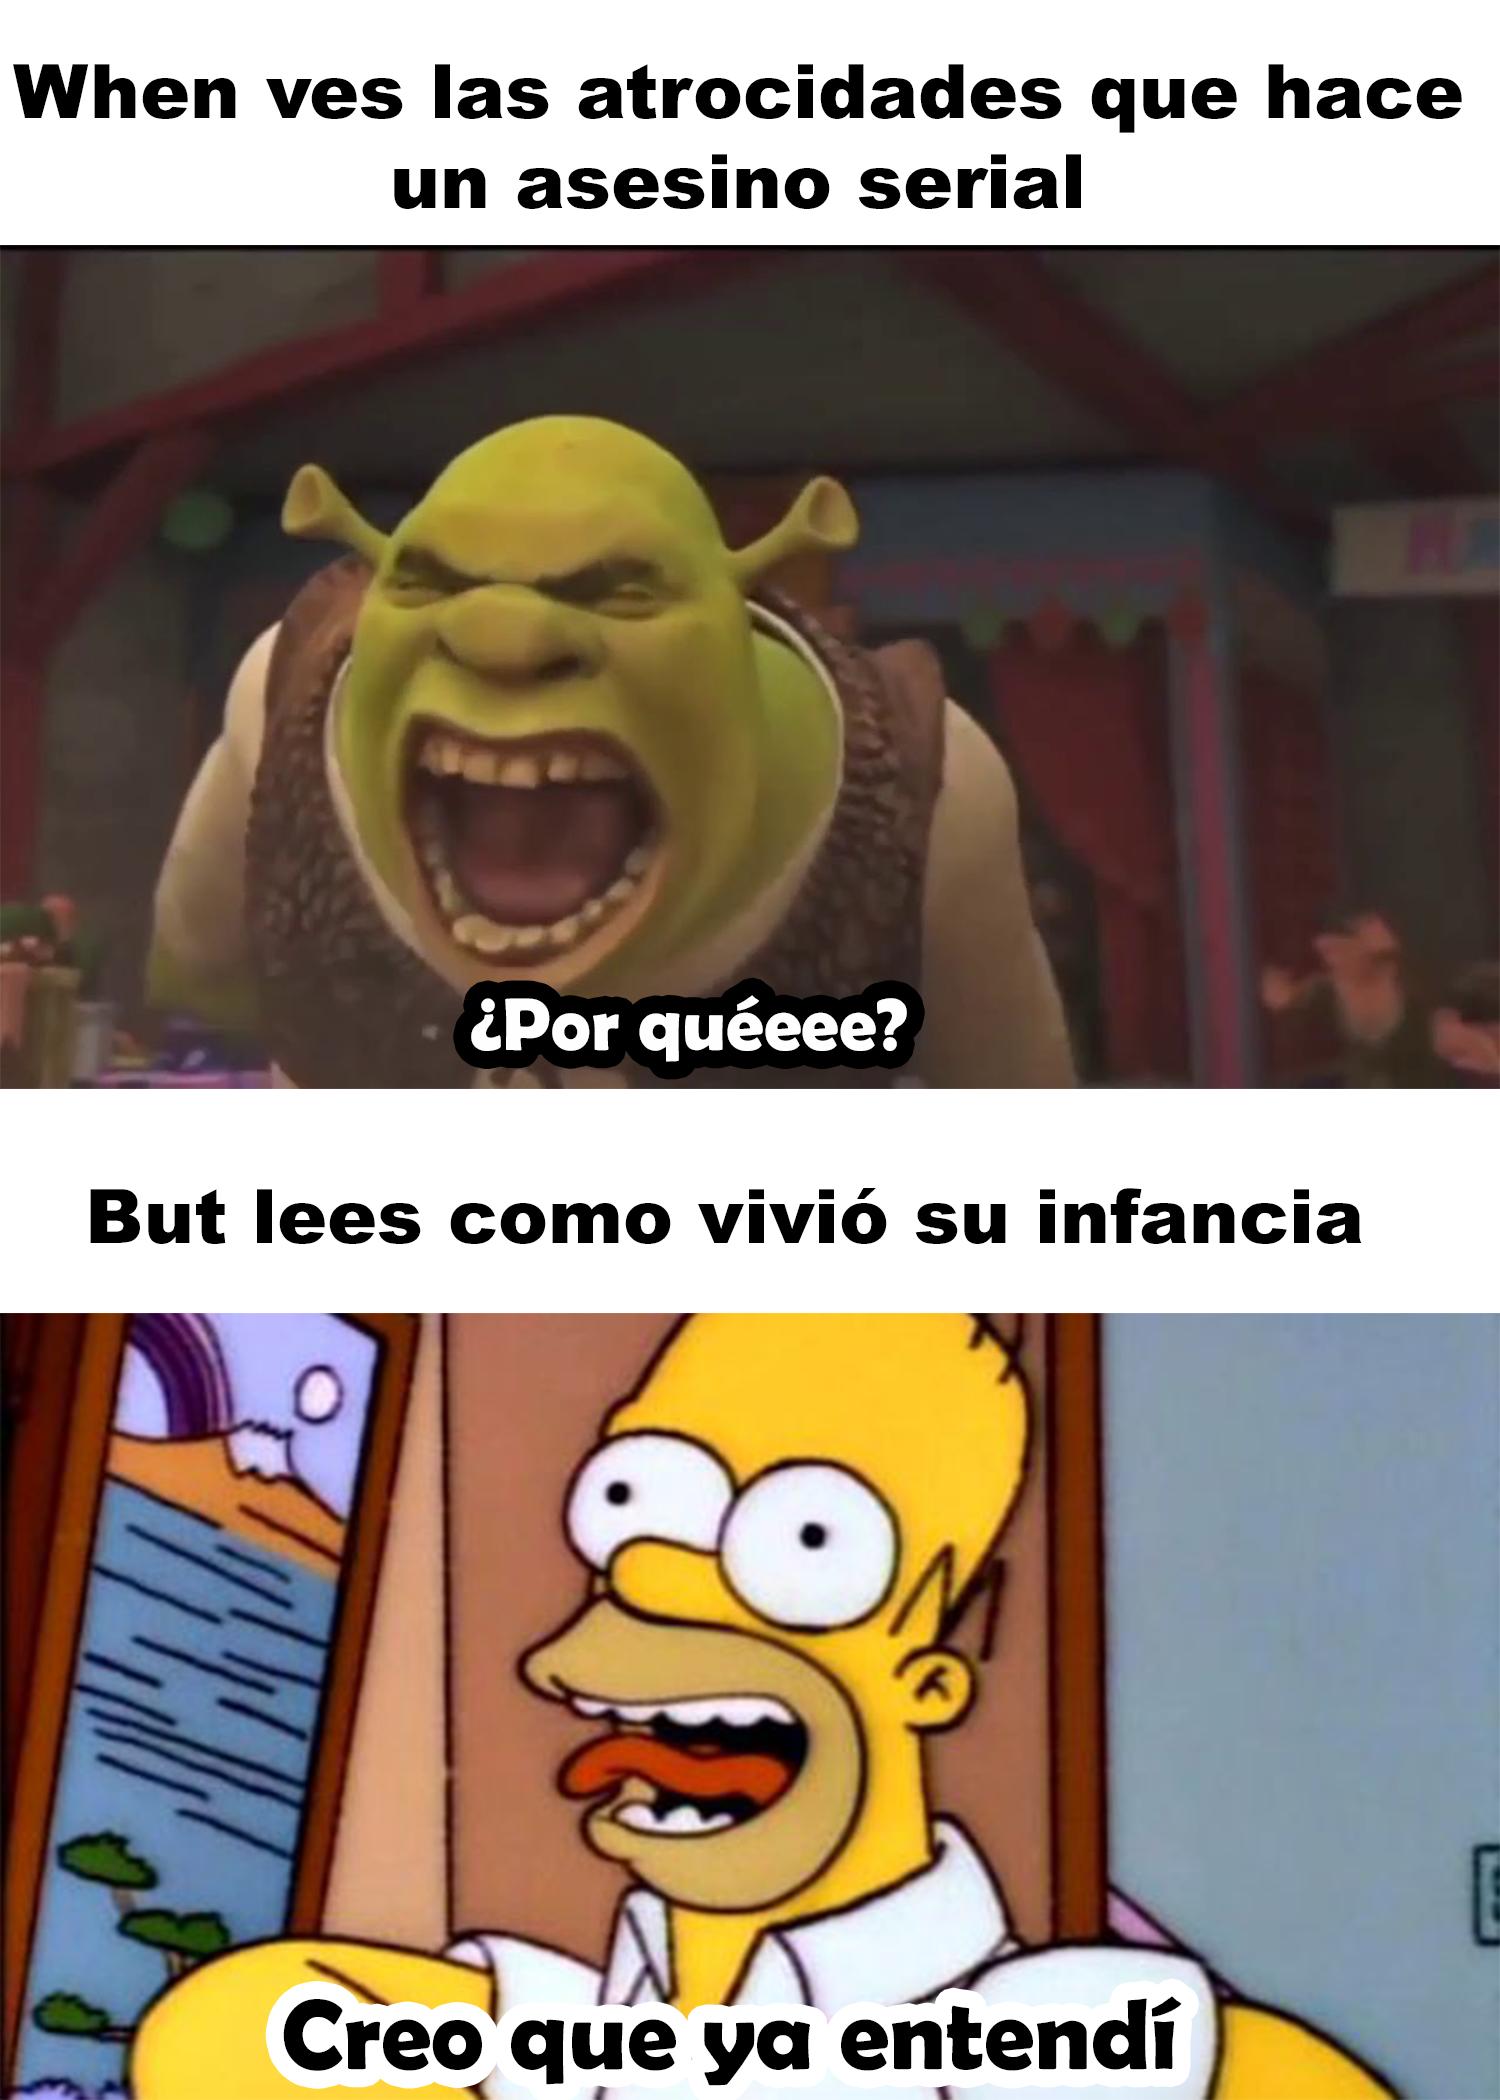 When ves las atrocidades que hace
un asesino serial
¿Por quéeee?
But lees como vivió su infancia
Creo que ya entendí